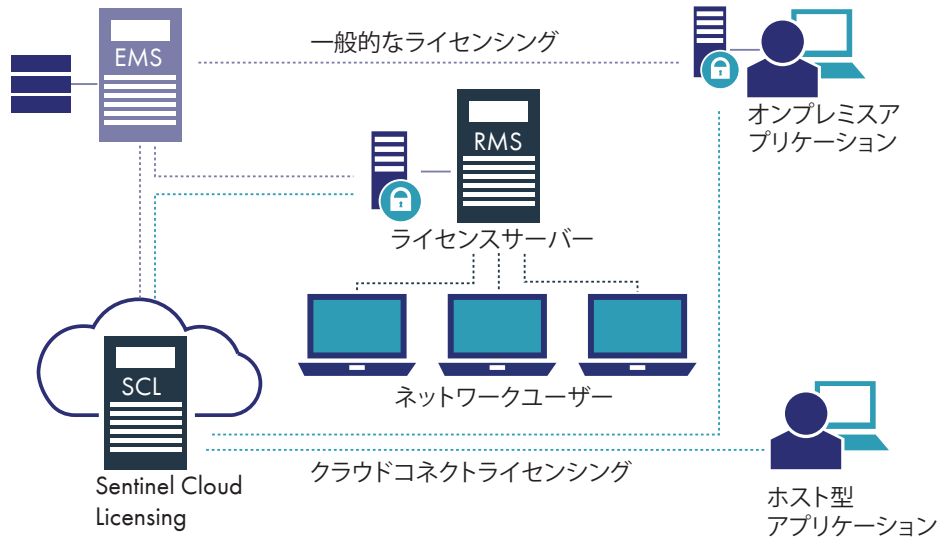 EMS
一般的なライセンシング
オンプレミスア
プリケーション
RMS
ライセンスサーバー
ネットワークユーザー
SCL
Sentinel Cloud
Licensing
クラウドコネクトライセンシング
ホスト型
アプリケーション